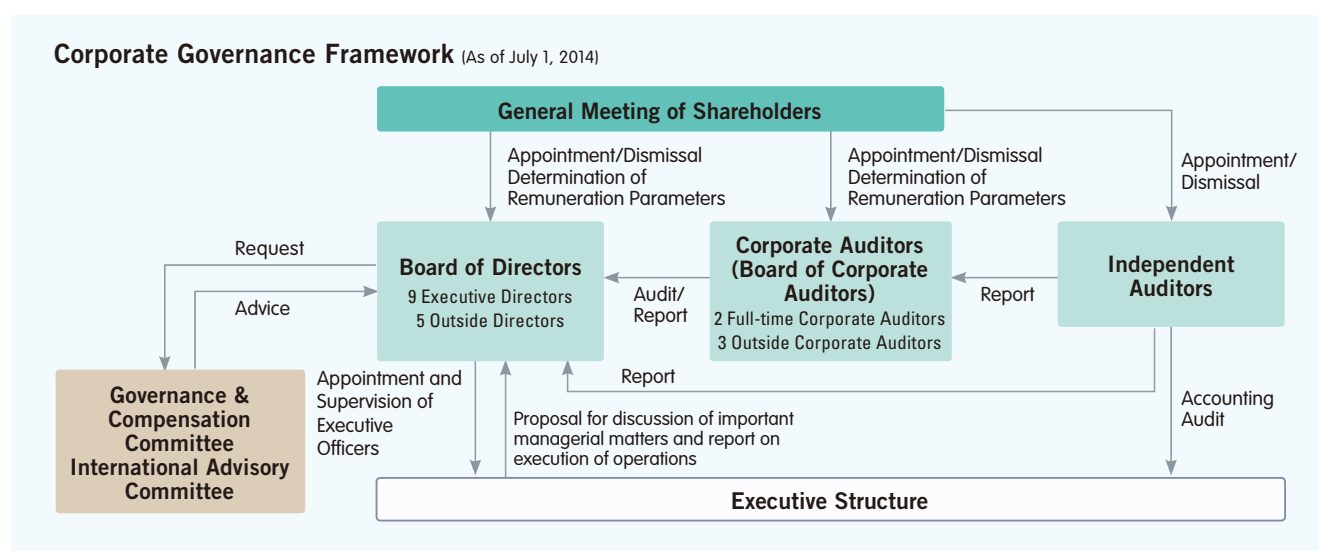 Corporate Governance Framework (As of July 1, 2014)
General Meeting of Shareholders
Appointment/Dismissal
Determination of
Remuneration Parameters
Appointment/Dismissal
Determination of
Remuneration Parameters
Appointment/
Dismissal
Request
Advice
Board of Directors
9 Executive Directors
5 Outside Directors
Audit/
Report
Corporate Auditors
(Board of Corporate
Auditors)
2 Full-time Corporate Auditors
3 Outside Corporate Auditors
Report
Independent
Auditors
Governance &
Compensation
Committee
International Advisory
Committee
Appointment and
Supervision of
Executive
Officers
Report
Proposal for discussion of important
managerial matters and report on
execution of operations
Accounting
Audit
Executive Structure